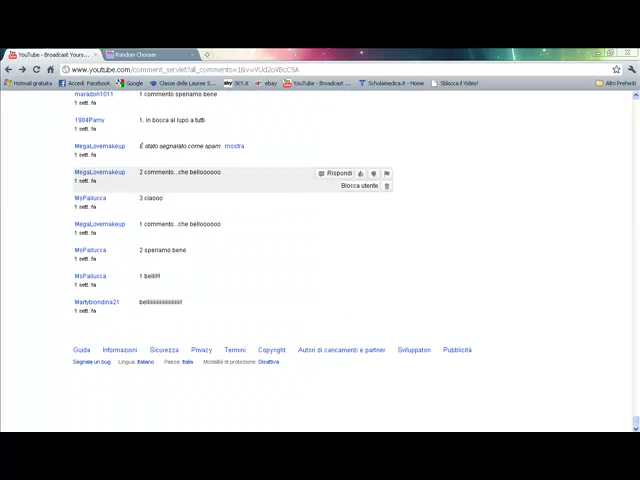 YouTube - Broadcast Yours...
Random Chooser
www.youtube.com/comment_servlet?all_comments=1&v=VUd2oVBcCSA
Hotmail gratuita
Accedi Facebook
Google
Classe delle Lauree S...
sky SKY.it
ebay
YouTube - Broadcast ...
Scholamedica.it - Home
Sblocca il Video!
Altri Preferiti
maradon1011 1 commento speriamo bene
1 sett. fa
1984Pamy 1. in bocca al lupo a tutti
1 sett. fa
MegaLovemakeup È stato segnalato come spam mostra
1 sett. fa
MegaLovemakeup 2 commento...che belloooooo Rispondi
1 sett. fa Blocca utente
MsPallucca 3 ciaooo
1 sett. fa
MegaLovemakeup 1 commento...che belloooooo
1 sett. fa
MsPallucca 2 speriamo bene
1 sett. fa
MsPallucca 1 belli!!!
1 sett. fa
Martybiondina21
1 sett. fa
Guida Informazioni Sicurezza Privacy Termini Copyright Autori di caricamenti e partner Sviluppatori Pubblicità
Segnala un bug Lingua: Italiano Paese: Italia Modalità di protezione: Disattiva